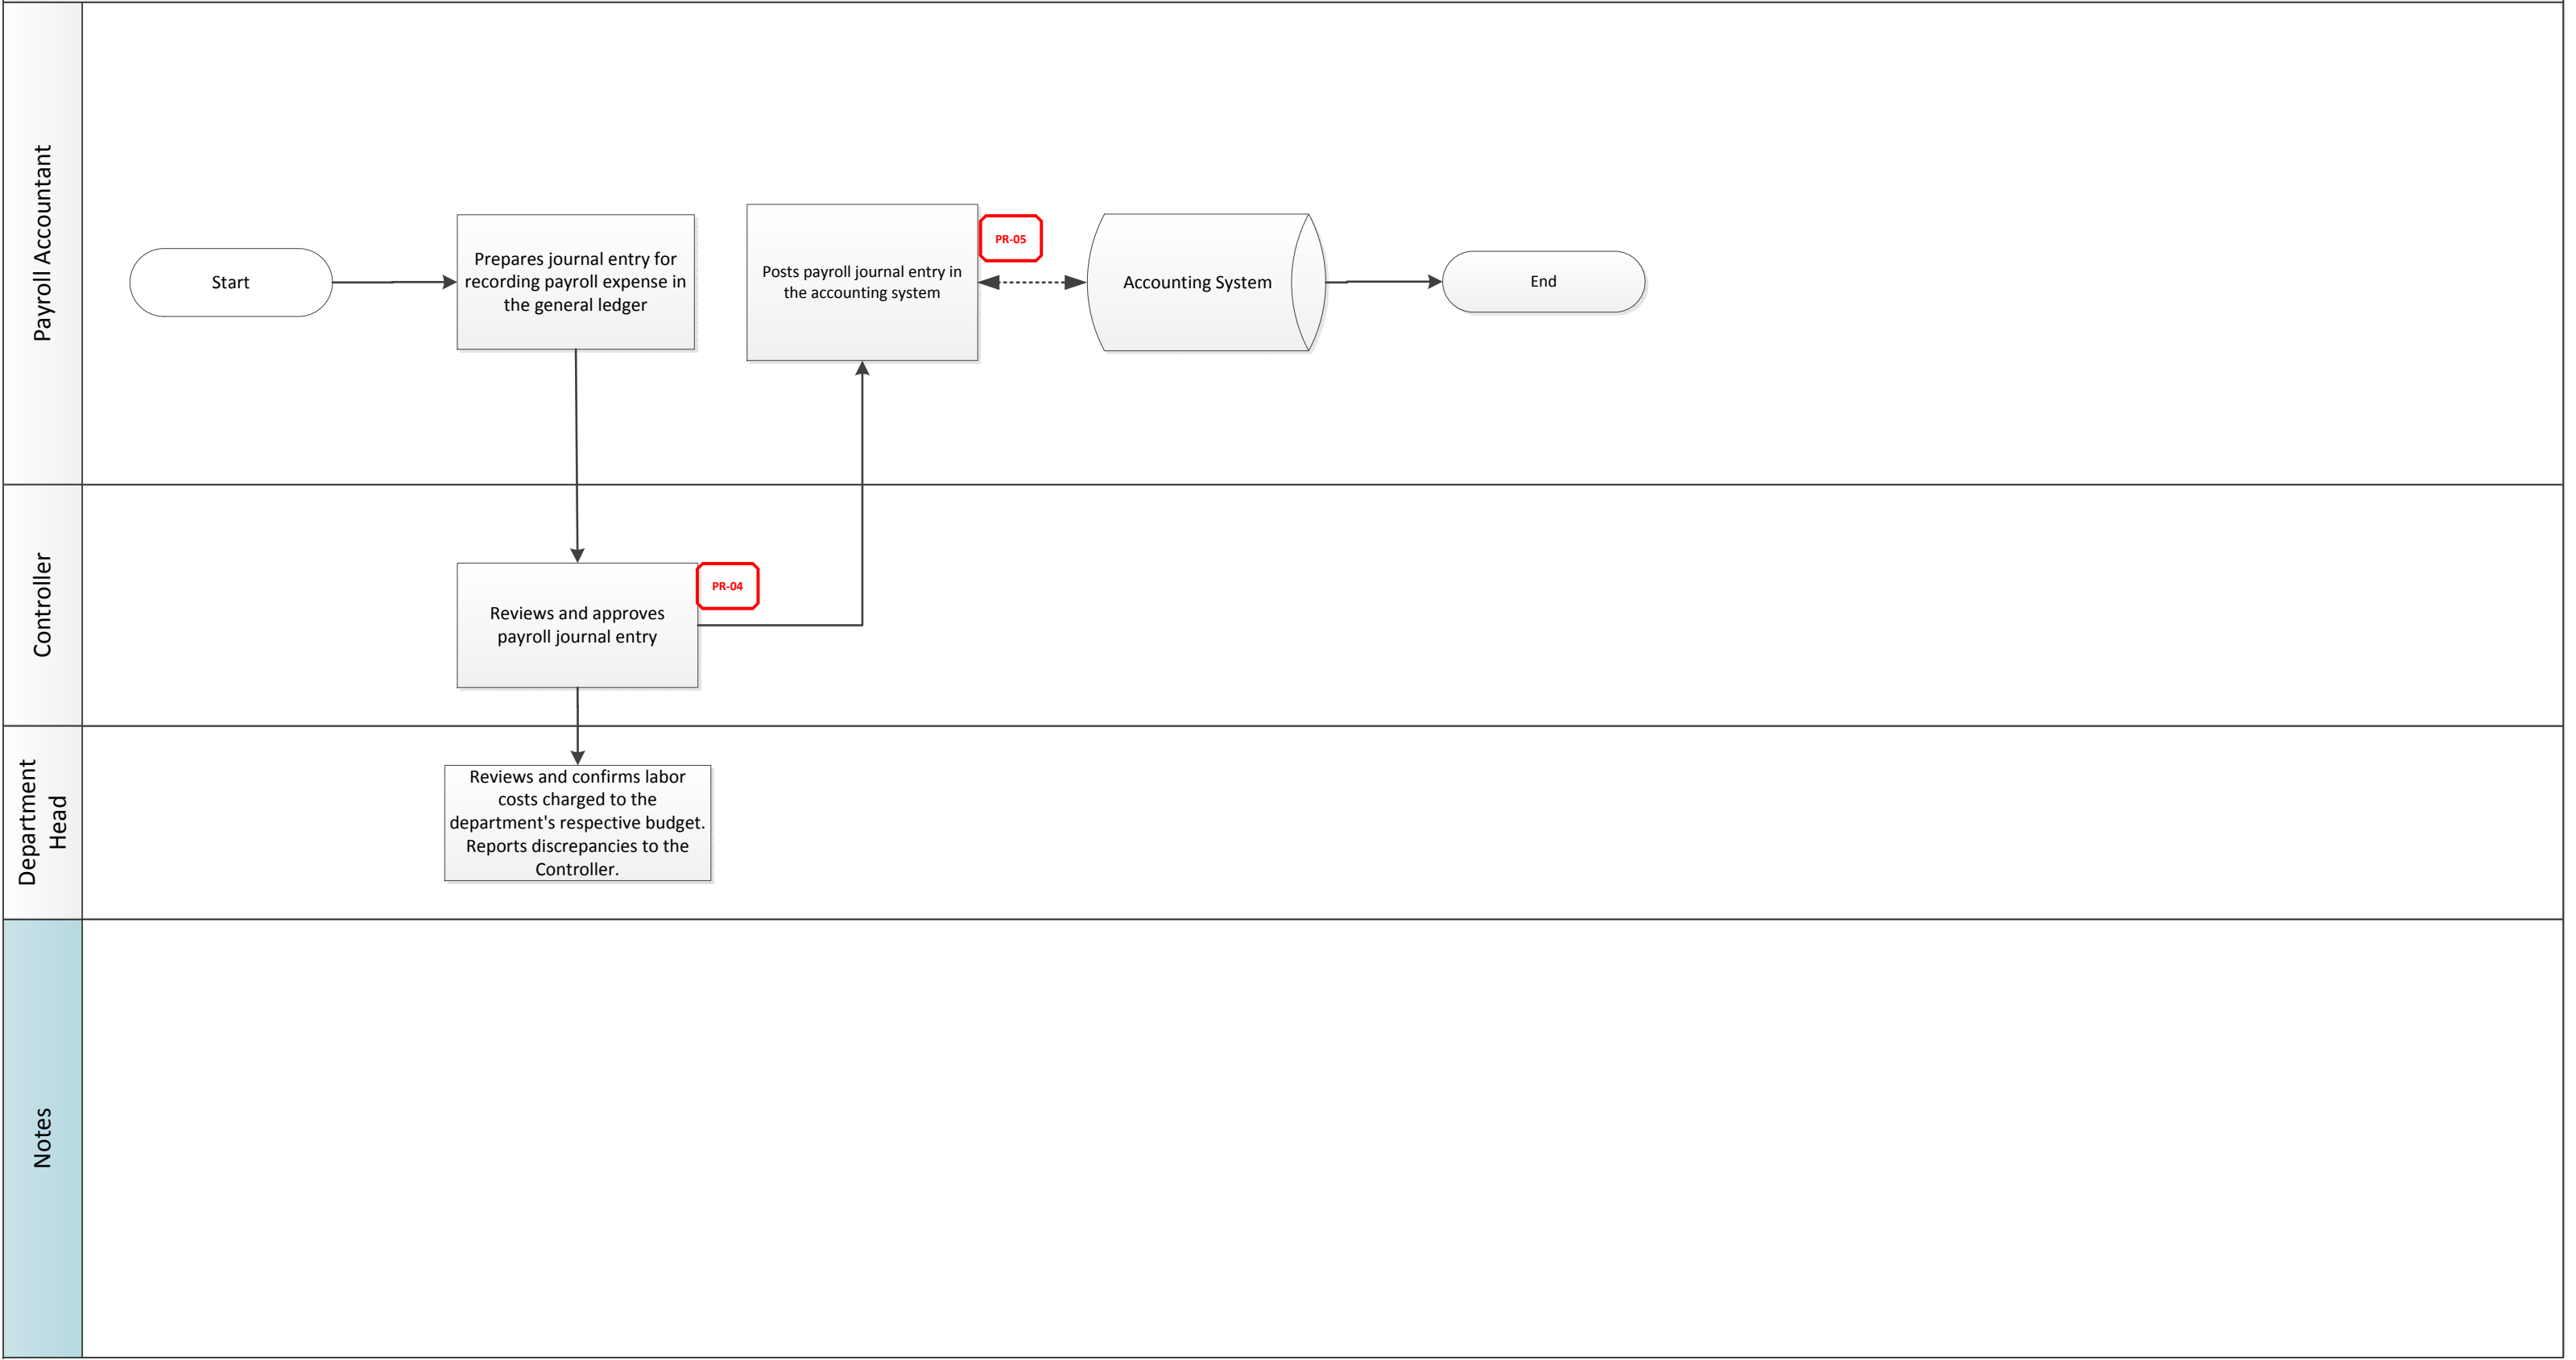 Payroll Accountant
Start
Prepares journal entry for
recording payroll expense in
the general ledger
Posts payroll journal entry in
the accounting system
PR-05
Accounting System
End
Controller
Reviews and approves
payroll journal entry
PR-04
Department
Head
Reviews and confirms labor
costs charged to the
department's respective budget.
Reports discrepancies to the
Controller.
Notes